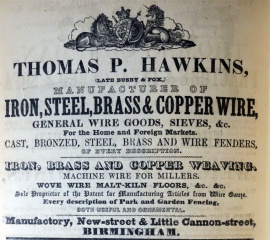 THOMAS P. HAWKINS,
(LATE BUSBY & FOX,)
MANUFACTURER OF
IRON, STEEL, BRASS & COPPER WIRE,
GENERAL WIRE GOODS, SIEVES, &c.
For the Home and Foreign Markets.
CAST, BRONZED, STEEL, BRASS AND WIRE FENDERS,
OF EVERY DESCRIPTION.
IRON, BRASS AND COPPER WEAVING,
MACHINE WIRE FOR MILLERS.
WOVE WIRE MALT-KILN FLOORS, &c. &c.
Sole Proprietor of the Patent for Manufacturing Articles from Wire Gauze.
Every description of Park and Garden Fencing,
BOTH USEFUL AND ORNAMENTAL.
Manufactory, New-street & Little Cannon-street,
BIRMINGHAM.